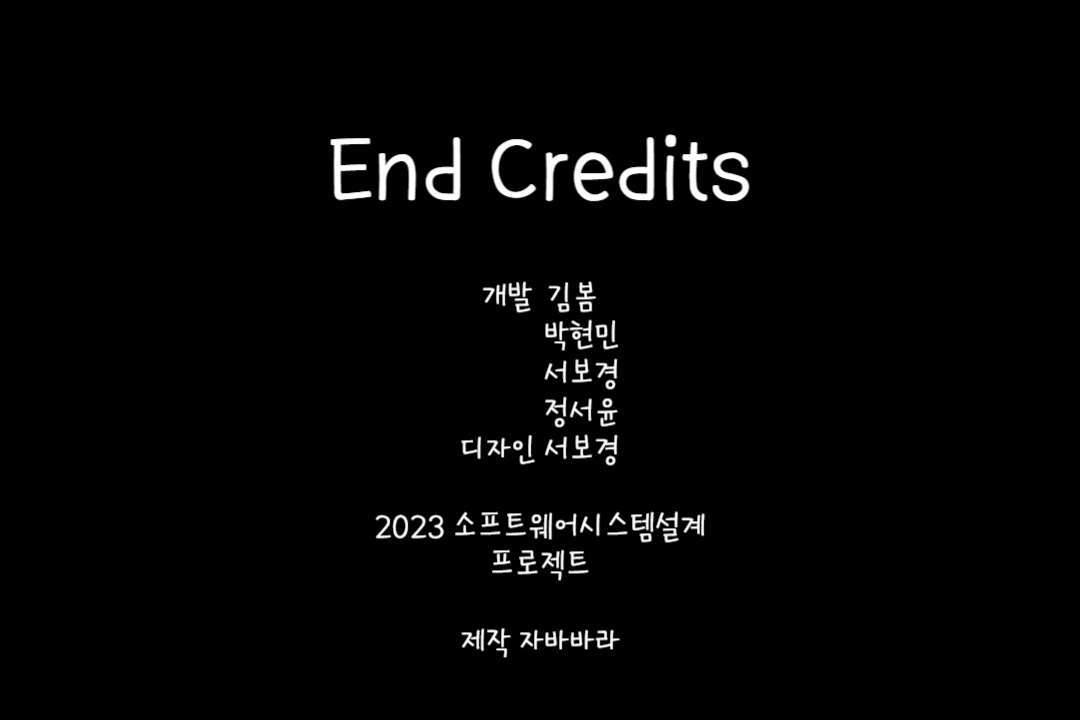 End Credits
개발 김봄
박현민
서보경
정서윤
디자인 서보경
2023 소프트웨어시스템설계
프로젝트
제작 자바바라